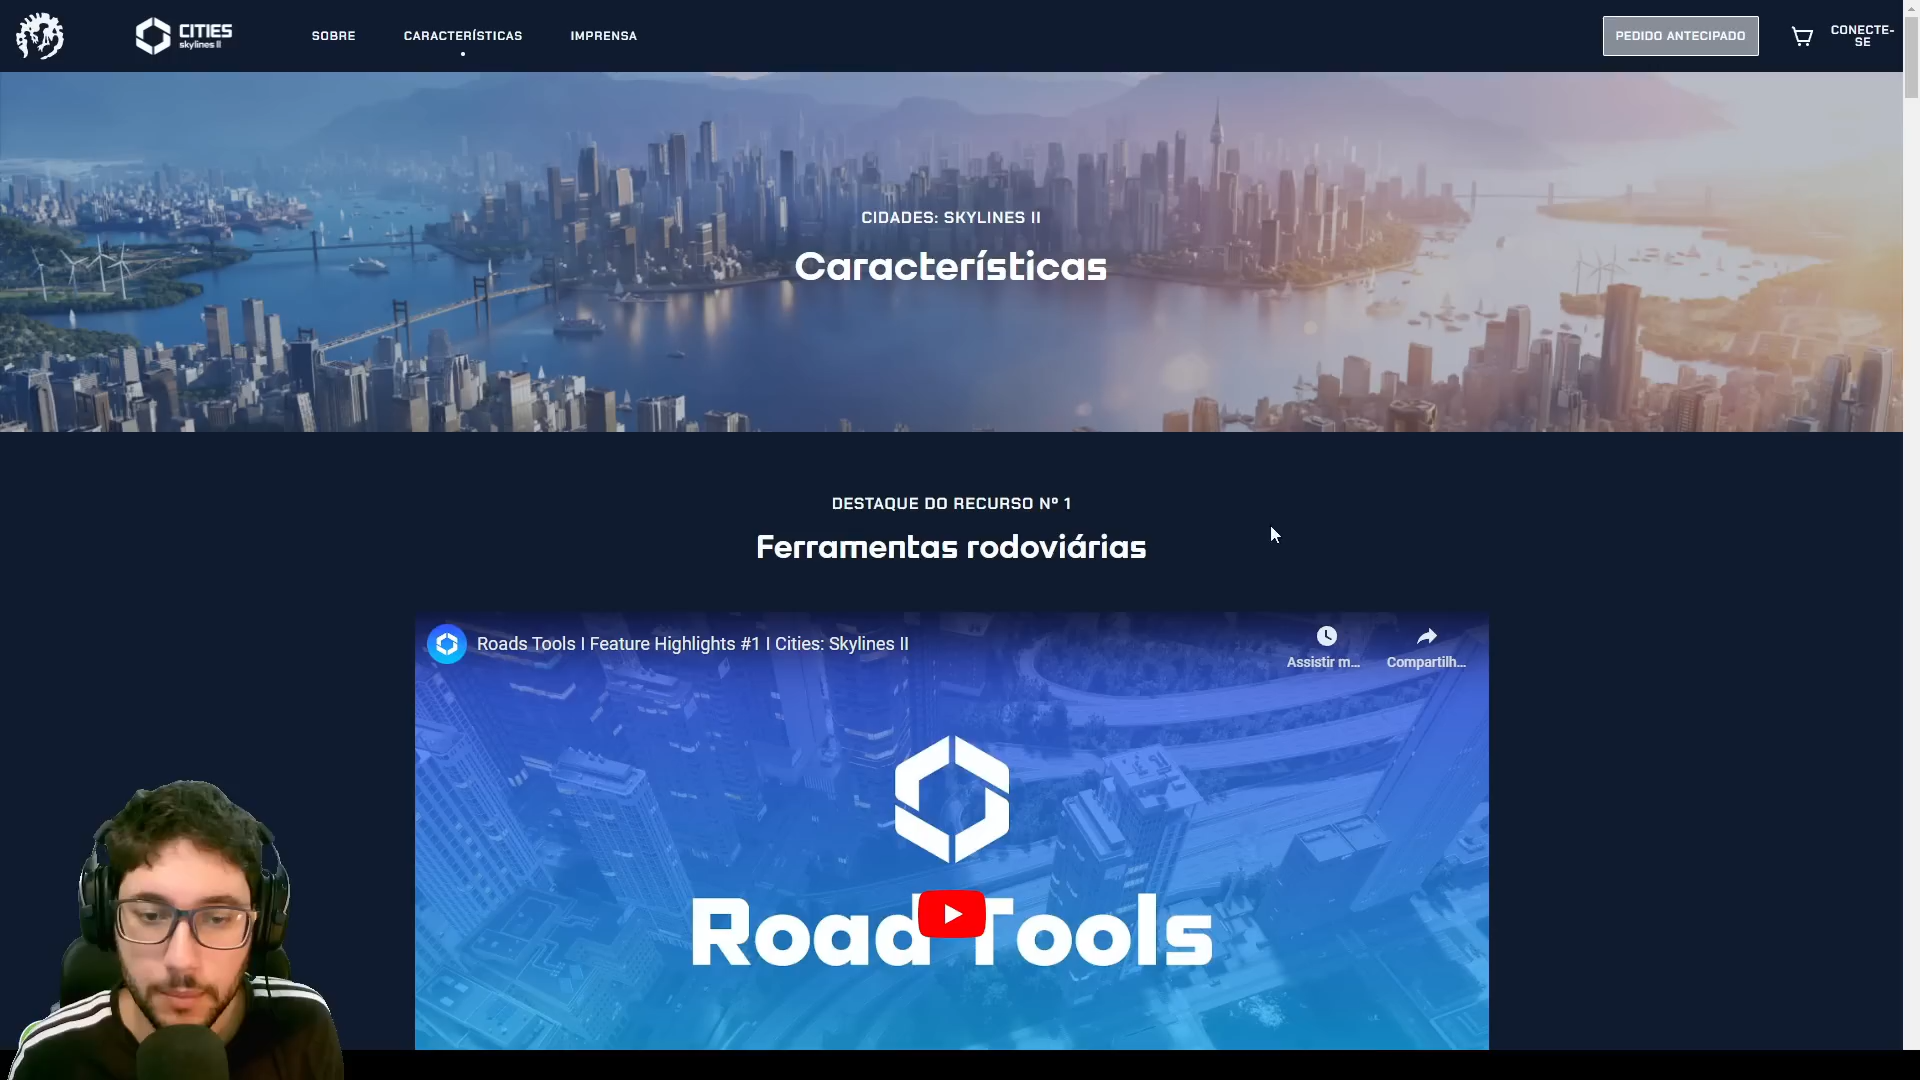 CITIES
skylines II
SOBRE
CARACTERÍSTICAS
IMPRENSA
PEDIDO ANTECIPADO
CONECTE-
SE
CIDADES: SKYLINES II
Características
DESTAQUE DO RECURSO Nº 1
Ferramentas rodoviárias
Roads Tools I Feature Highlights #1 I Cities: Skylines II
Assistir m...
Compartilh...
Road Tools